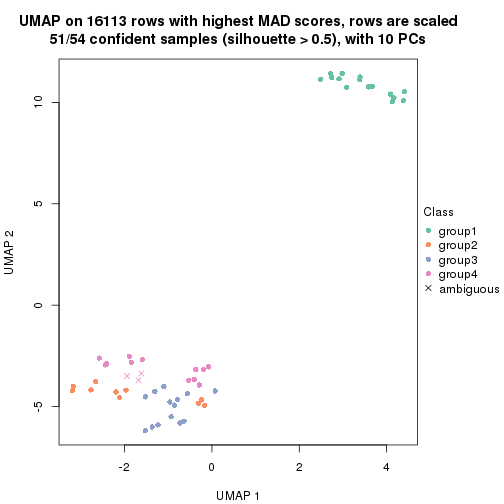 UMAP on 16113 rows with highest MAD scores, rows are scaled
51/54 confident samples (silhouette > 0.5), with 10 PCs
10
5
0
-5
UMAP 2
-2
0
2
4
UMAP 1
Class
group1
group2
group3
group4
ambiguous